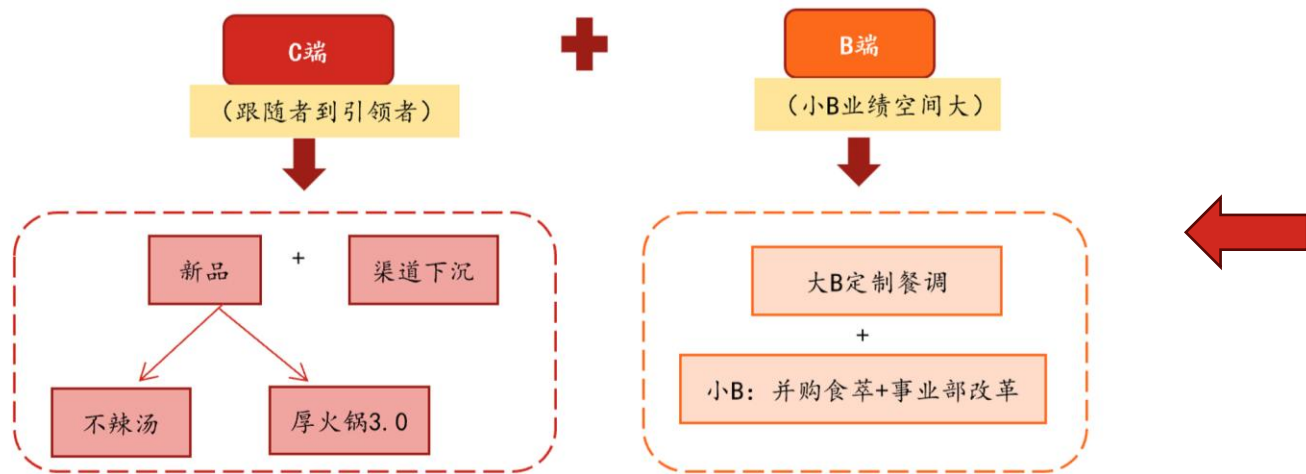 C端
B端
（跟随者到引领者）
（小B业绩空间大）
新品
+
渠道下沉
不辣汤
厚火锅3.0
大B定制餐调
+
小B：并购食萃+事业部改革